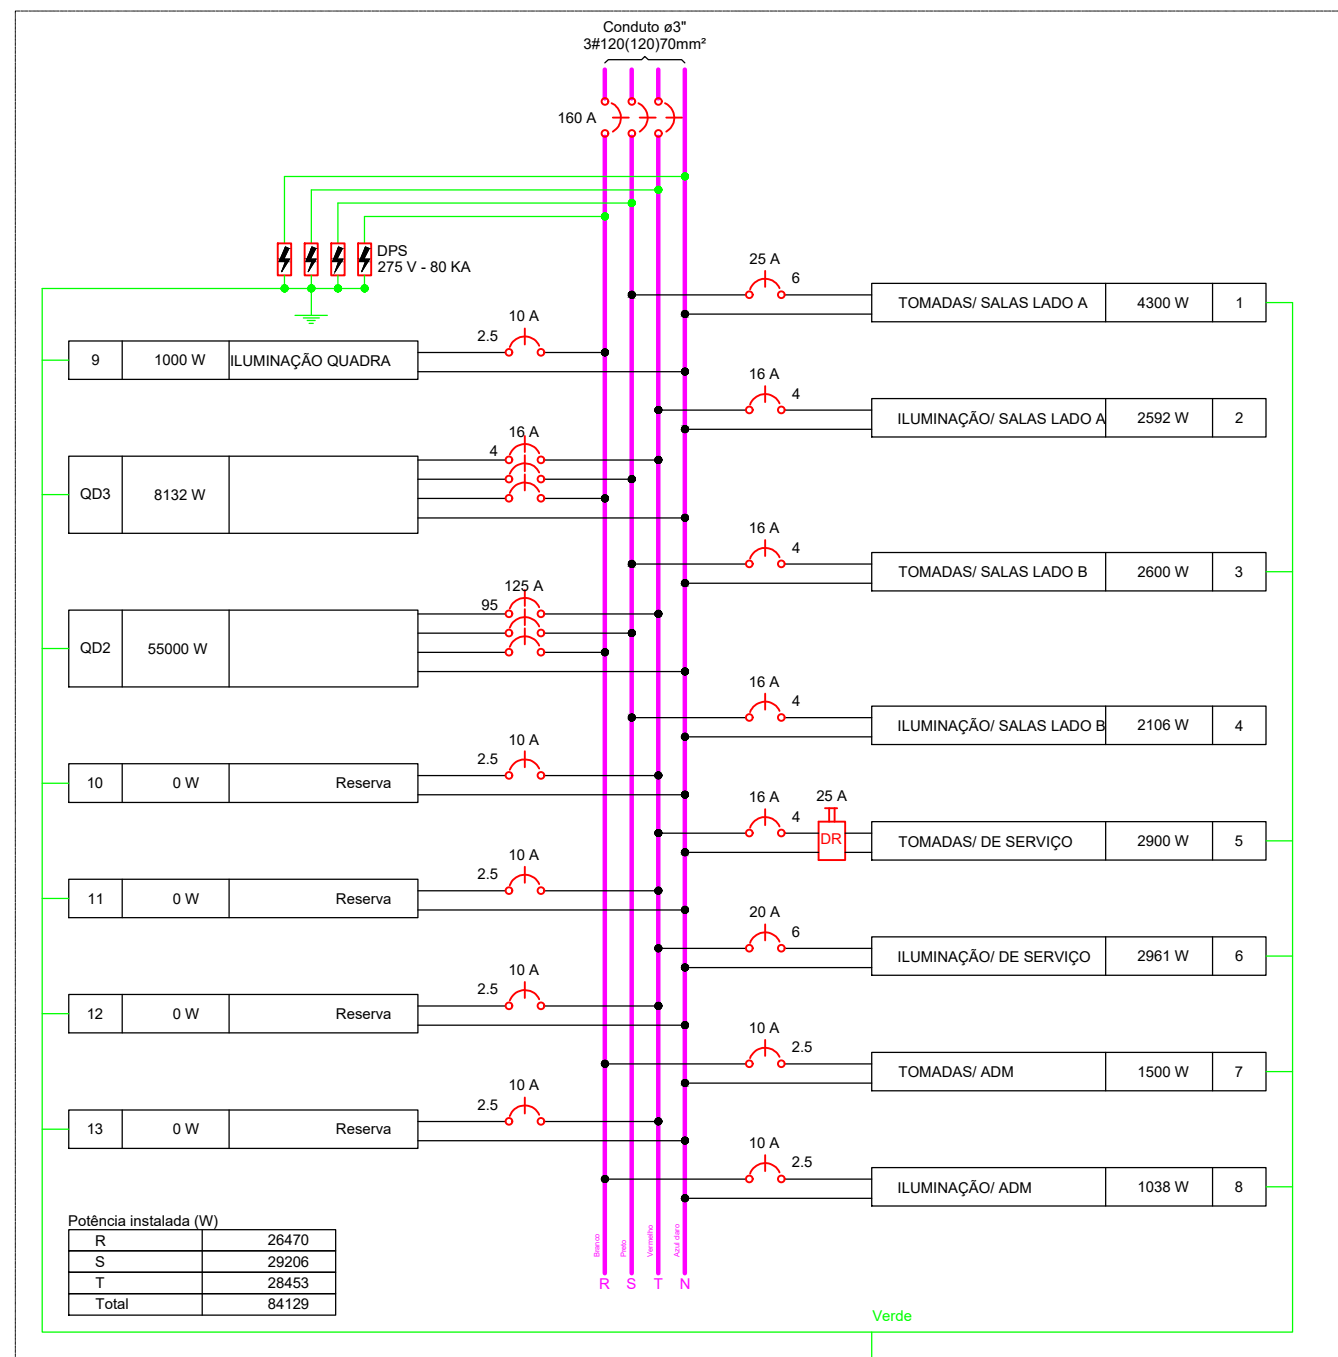 Conduto ø3"
3#120(120)70mm²
160 A
DPS
275 V - 80 KA
25 A
6
TOMADAS/ SALAS LADO A 4300 W 1
10 A
2.5
9 1000 W ILUMINAÇÃO QUADRA
16 A
4
ILUMINAÇÃO/ SALAS LADO A 2592 W 2
16 A
4
QD3 8132 W
16 A
4
TOMADAS/ SALAS LADO B 2600 W 3
125 A
95
QD2 55000 W
16 A
4
ILUMINAÇÃO/ SALAS LADO B 2106 W 4
10 A
2.5
10 0 W Reserva
16 A
4
25 A
DR
TOMADAS/ DE SERVIÇO 2900 W 5
10 A
2.5
11 0 W Reserva
20 A
6
ILUMINAÇÃO/ DE SERVIÇO 2961 W 6
10 A
2.5
12 0 W Reserva
10 A
2.5
TOMADAS/ ADM 1500 W 7
10 A
2.5
13 0 W Reserva
10 A
2.5
ILUMINAÇÃO/ ADM 1038 W 8
Potência instalada (W)
R 26470
S 29206
T 28453
Total 84129
Branco
Preto
Vermelho
Azul claro
R S T N
Verde